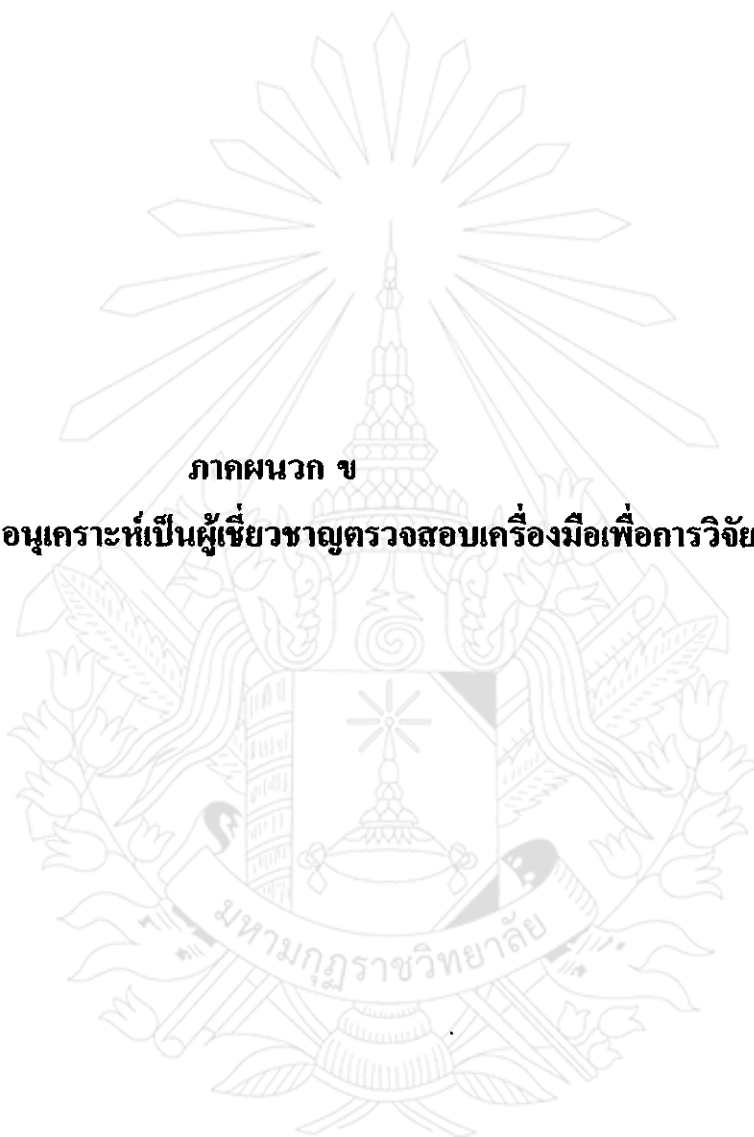 ภาคผนวก ข
อนุเคราะห์เป็นผู้เชี่ยวชาญตรวจสอบเครื่องมือเพื่อการวิจัย
มหามกุฏราชวิทยาลัย